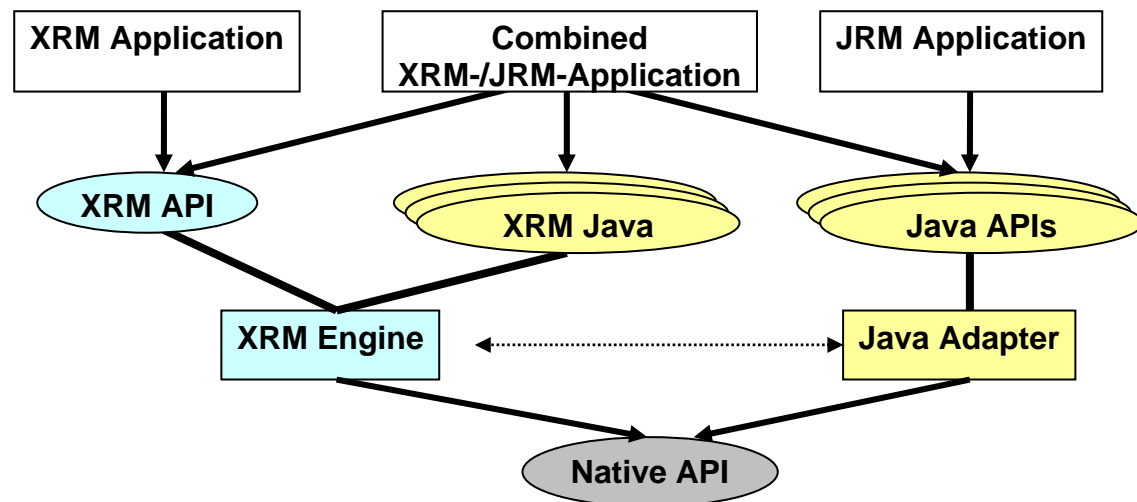 XRM Application
Combined
XRM-/JRM-Application
JRM Application
XRM API
XRM Java
Java APIs
XRM Engine
Java Adapter
Native API